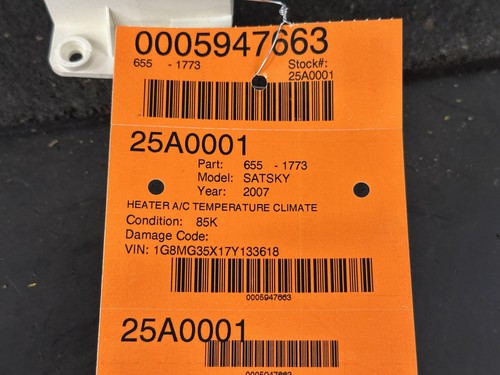 0005947663
655 - 1773 Stock#:
25A0001
25A0001
Part: 655 - 1773
Model: SATSKY
Year: 2007
HEATER A/C TEMPERATURE CLIMATE
Condition: 85K
Damage Code:
VIN: 1G8MG35X17Y133618
0005947663
25A0001
0005947663